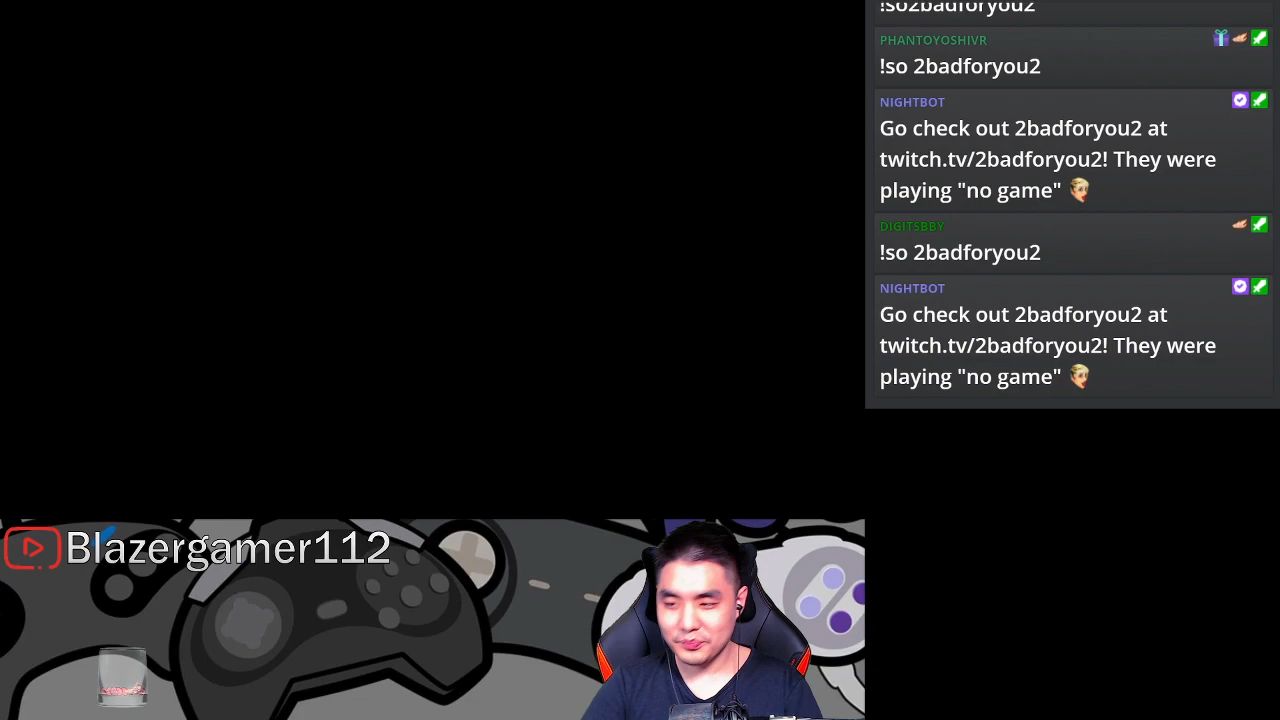 !so2badforyou2
PHANTOYOSHIVR
!so 2badforyou2
NIGHTBOT
Go check out 2badforyou2 at
twitch.tv/2badforyou2! They were
playing "no game"
DIGITSBBY
!so 2badforyou2
NIGHTBOT
Go check out 2badforyou2 at
twitch.tv/2badforyou2! They were
playing "no game"
Blazergamer112